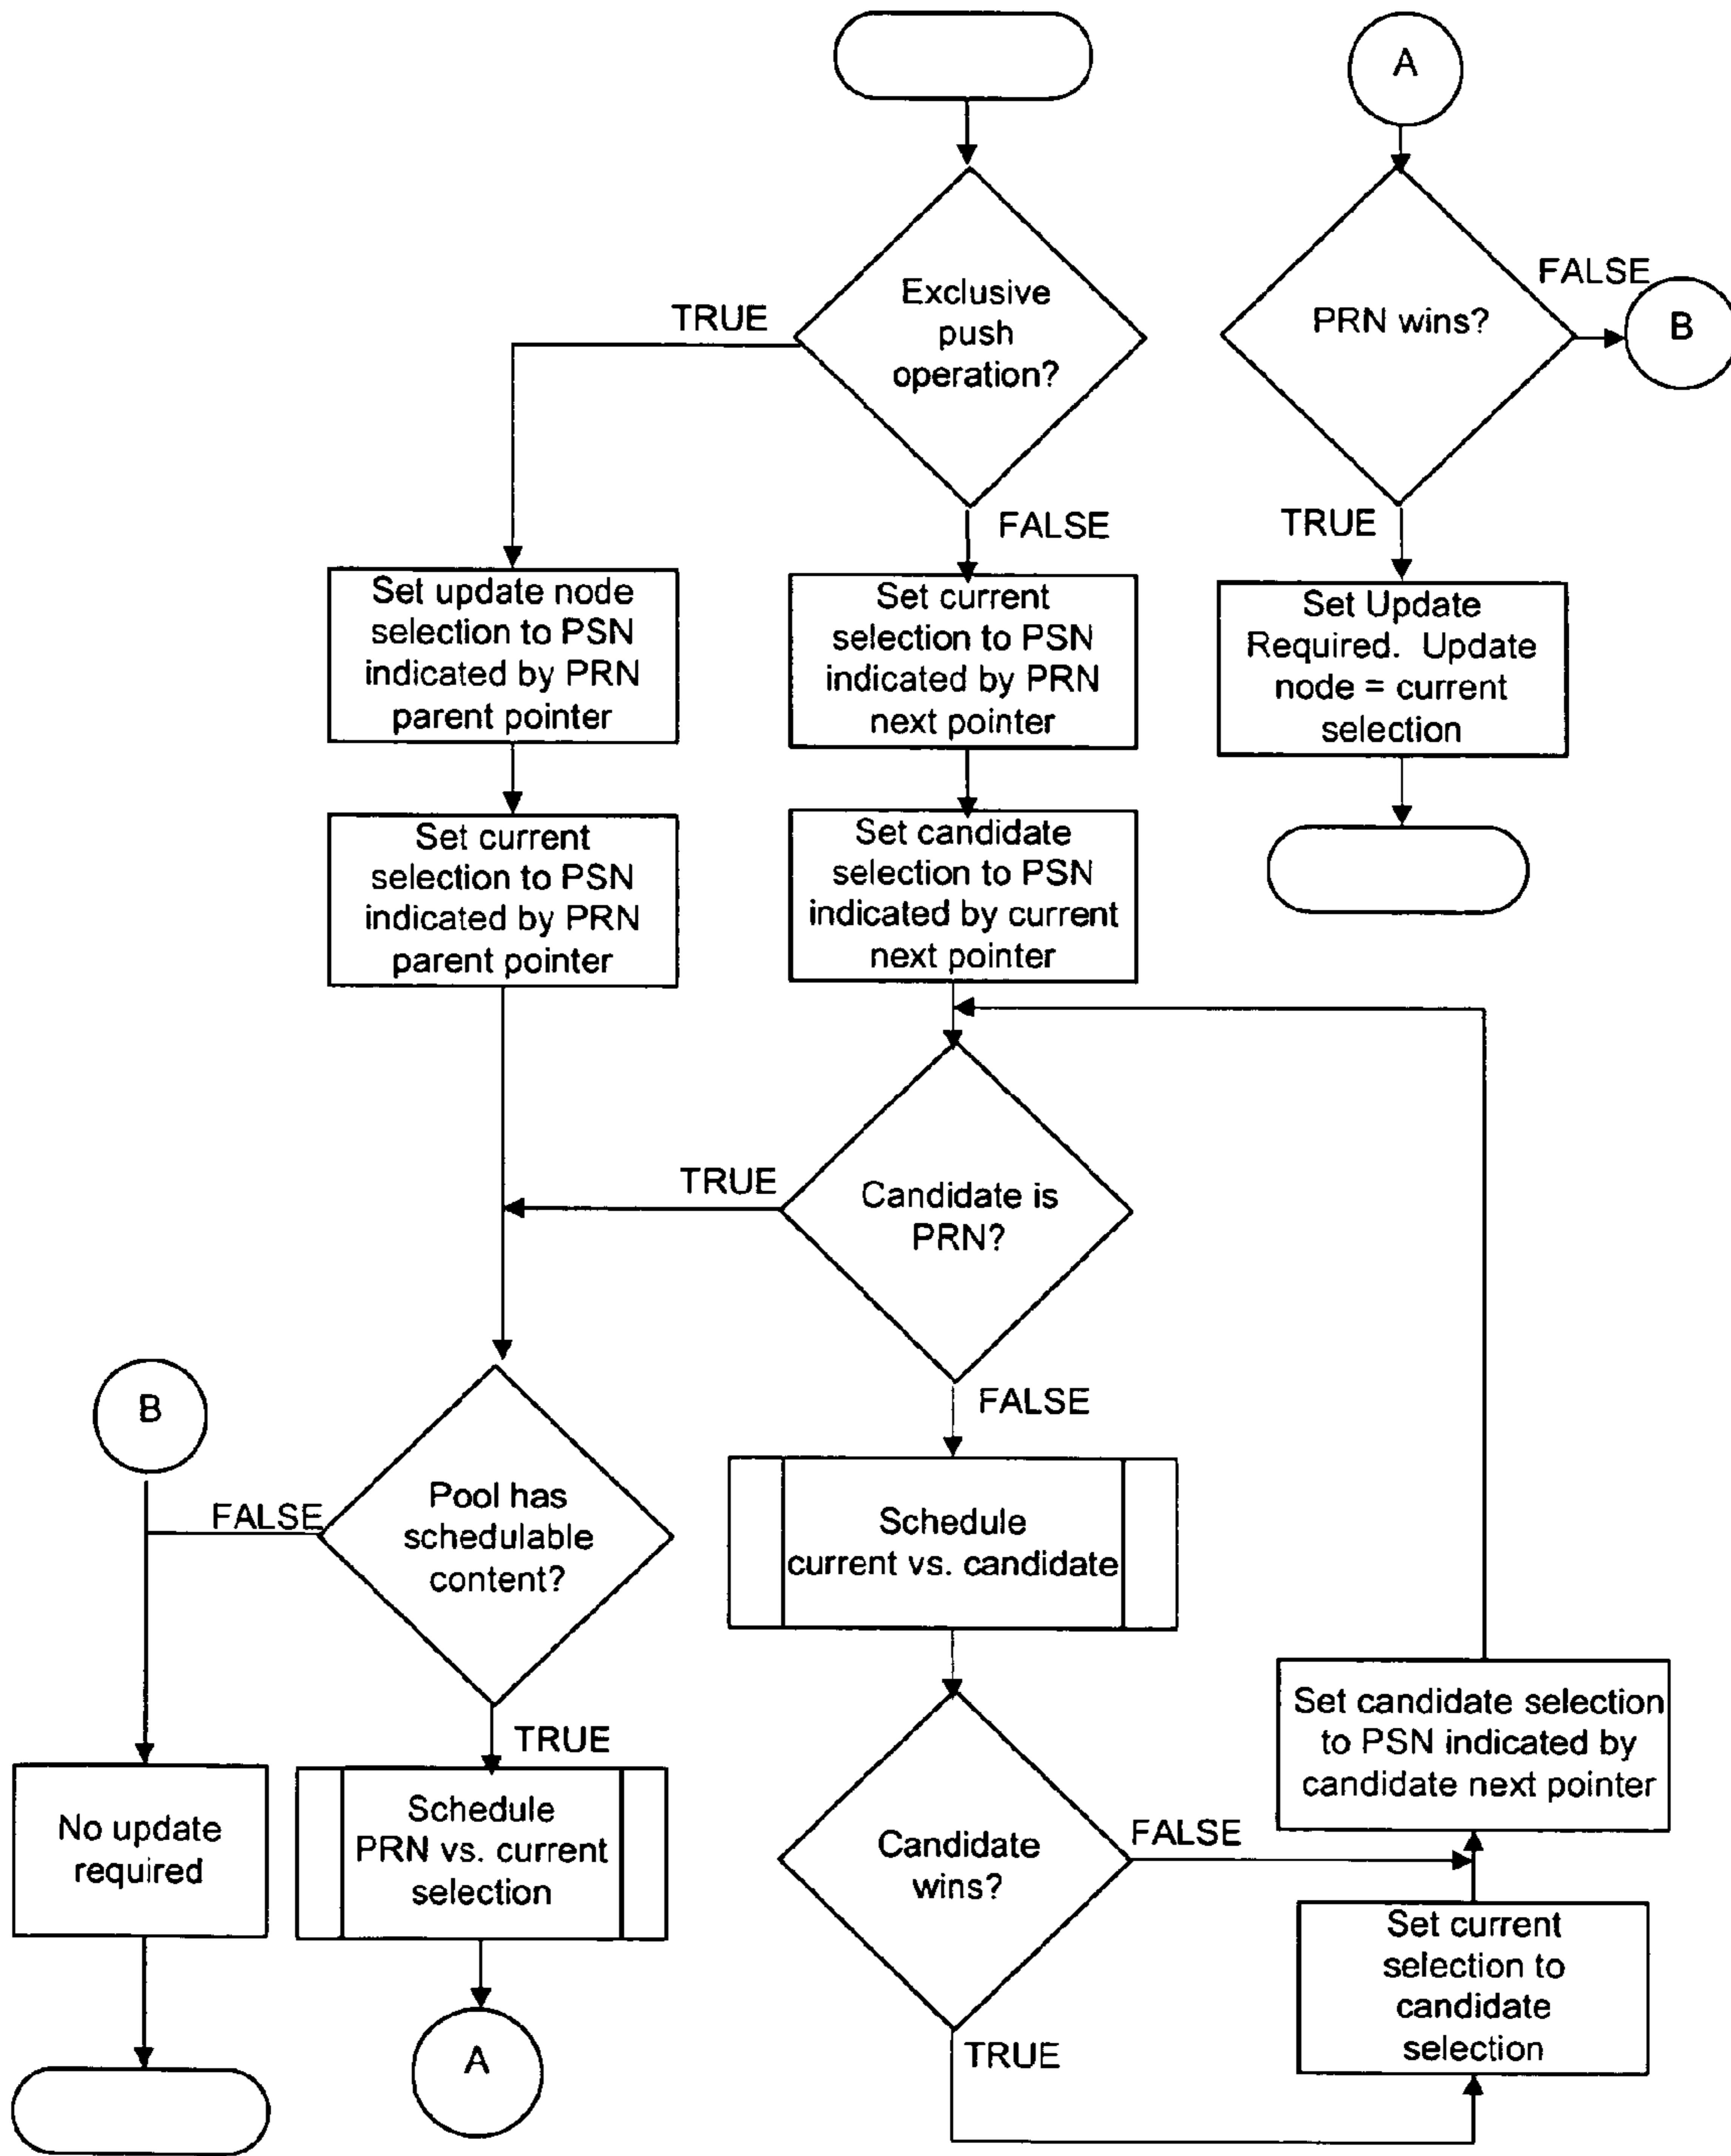 A
Exclusive
push
operation?
TRUE
FALSE
PRN wins?
FALSE
B
TRUE
Set update node
selection to PSN
indicated by PRN
parent pointer
Set current
selection to PSN
indicated by PRN
next pointer
Set Update
Required. Update
node = current
selection
Set current
selection to PSN
indicated by PRN
parent pointer
Set candidate
selection to PSN
indicated by current
next pointer
Candidate is
PRN?
TRUE
FALSE
B
Pool has
schedulable
content?
FALSE
TRUE
Schedule
current vs. candidate
Set candidate selection
to PSN indicated by
candidate next pointer
No update
required
Schedule
PRN vs. current
selection
Candidate
wins?
FALSE
TRUE
Set current
selection to
candidate
selection
A